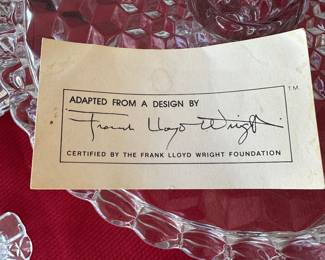 ADAPTED FROM A DESIGN BY
TM
Frank Lloyd Wright
CERTIFIED BY THE FRANK LLOYD WRIGHT FOUNDATION